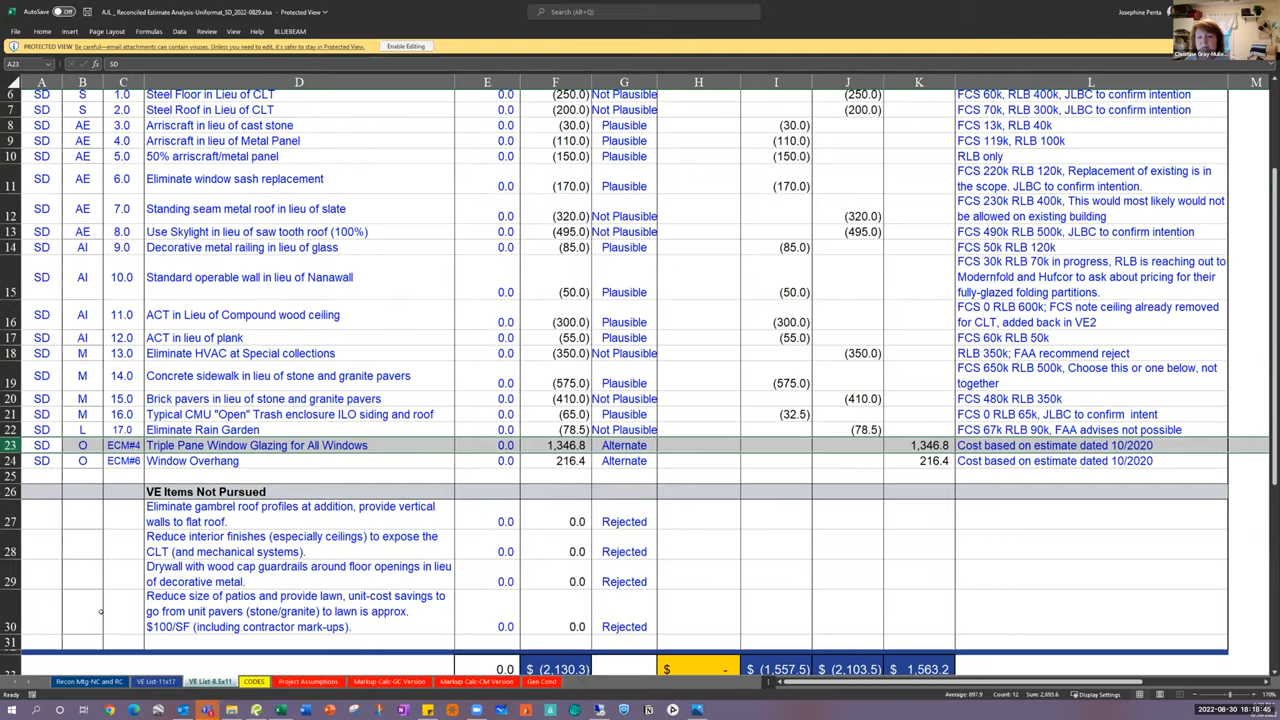 AutoSave Off AJL _ Reconciled Estimate Analysis-Uniformat_SD_2022-0829.xlsx - Protected View Search (Alt+Q) Josephine Penta
File Home Insert Page Layout Formulas Data Review View Help BLUEBEAM
PROTECTED VIEW Be careful—email attachments can contain viruses. Unless you need to edit, it's safer to stay in Protected View. Enable Editing
A23 fx SD
Christine Gray-Mulle...
A B C D E F G H I J K L M
6 SD S 1.0 Steel Floor in Lieu of CLT 0.0 (250.0) Not Plausible (250.0) FCS 60k, RLB 400k, JLBC to confirm intention
7 SD S 2.0 Steel Roof in Lieu of CLT 0.0 (200.0) Not Plausible (200.0) FCS 70k, RLB 300k, JLBC to confirm intention
8 SD AE 3.0 Arriscraft in lieu of cast stone 0.0 (30.0) Plausible (30.0) FCS 13k, RLB 40k
9 SD AE 4.0 Arriscraft in lieu of Metal Panel 0.0 (110.0) Plausible (110.0) FCS 119k, RLB 100k
10 SD AE 5.0 50% arriscraft/metal panel 0.0 (150.0) Plausible (150.0) RLB only
FCS 220k RLB 120k, Replacement of existing is in
11 SD AE 6.0 Eliminate window sash replacement 0.0 (170.0) Plausible (170.0) the scope. JLBC to confirm intention.
FCS 230k RLB 400k, This would most likely would not
12 SD AE 7.0 Standing seam metal roof in lieu of slate 0.0 (320.0) Not Plausible (320.0) be allowed on existing building
13 SD AE 8.0 Use Skylight in lieu of saw tooth roof (100%) 0.0 (495.0) Not Plausible (495.0) FCS 490k RLB 500k, JLBC to confirm intention
14 SD AI 9.0 Decorative metal railing in lieu of glass 0.0 (85.0) Plausible (85.0) FCS 50k RLB 120k
FCS 30k RLB 70k in progress, RLB is reaching out to
SD AI 10.0 Standard operable wall in lieu of Nanawall Modernfold and Hufcor to ask about pricing for their
15 0.0 (50.0) Plausible (50.0) fully-glazed folding partitions.
FCS 0 RLB 600k; FCS note ceiling already removed
16 SD AI 11.0 ACT in Lieu of Compound wood ceiling 0.0 (300.0) Plausible (300.0) for CLT, added back in VE2
17 SD AI 12.0 ACT in lieu of plank 0.0 (55.0) Plausible (55.0) FCS 60k RLB 50k
18 SD M 13.0 Eliminate HVAC at Special collections 0.0 (350.0) Not Plausible (350.0) RLB 350k; FAA recommend reject
FCS 650k RLB 500k, Choose this or one below, not
19 SD M 14.0 Concrete sidewalk in lieu of stone and granite pavers 0.0 (575.0) Plausible (575.0) together
20 SD M 15.0 Brick pavers in lieu of stone and granite pavers 0.0 (410.0) Not Plausible (410.0) FCS 480k RLB 350k
21 SD M 16.0 Typical CMU "Open" Trash enclosure ILO siding and roof 0.0 (65.0) Plausible (32.5) FCS 0 RLB 65k, JLBC to confirm intent
22 SD L 17.0 Eliminate Rain Garden 0.0 (78.5) Not Plausible (78.5) FCS 67k RLB 90k, FAA advises not possible
23 SD O ECM#4 Triple Pane Window Glazing for All Windows 0.0 1,346.8 Alternate 1,346.8 Cost based on estimate dated 10/2020
24 SD O ECM#6 Window Overhang 0.0 216.4 Alternate 216.4 Cost based on estimate dated 10/2020
25
26 VE Items Not Pursued
Eliminate gambrel roof profiles at addition, provide vertical
27 walls to flat roof. 0.0 0.0 Rejected
Reduce interior finishes (especially ceilings) to expose the
28 CLT (and mechanical systems). 0.0 0.0 Rejected
Drywall with wood cap guardrails around floor openings in lieu
29 of decorative metal. 0.0 0.0 Rejected
Reduce size of patios and provide lawn, unit-cost savings to
go from unit pavers (stone/granite) to lawn is approx.
30 $100/SF (including contractor mark-ups). 0.0 0.0 Rejected
31
0.0 $ (2,130.3) $ - $ (1,557.5) $ (2,103.5) $ 1,563.2
Recon Mtg-NC and RC VE List-11x17 VE List-8.5x11 CODES Project Assumptions Markup Calc-GC Version Markup Calc-CM Version Gen Cond
Ready Average: 897.9 Count: 12 Sum: 2,693.6 Display Settings 170%
2022-08-30 18:18:45